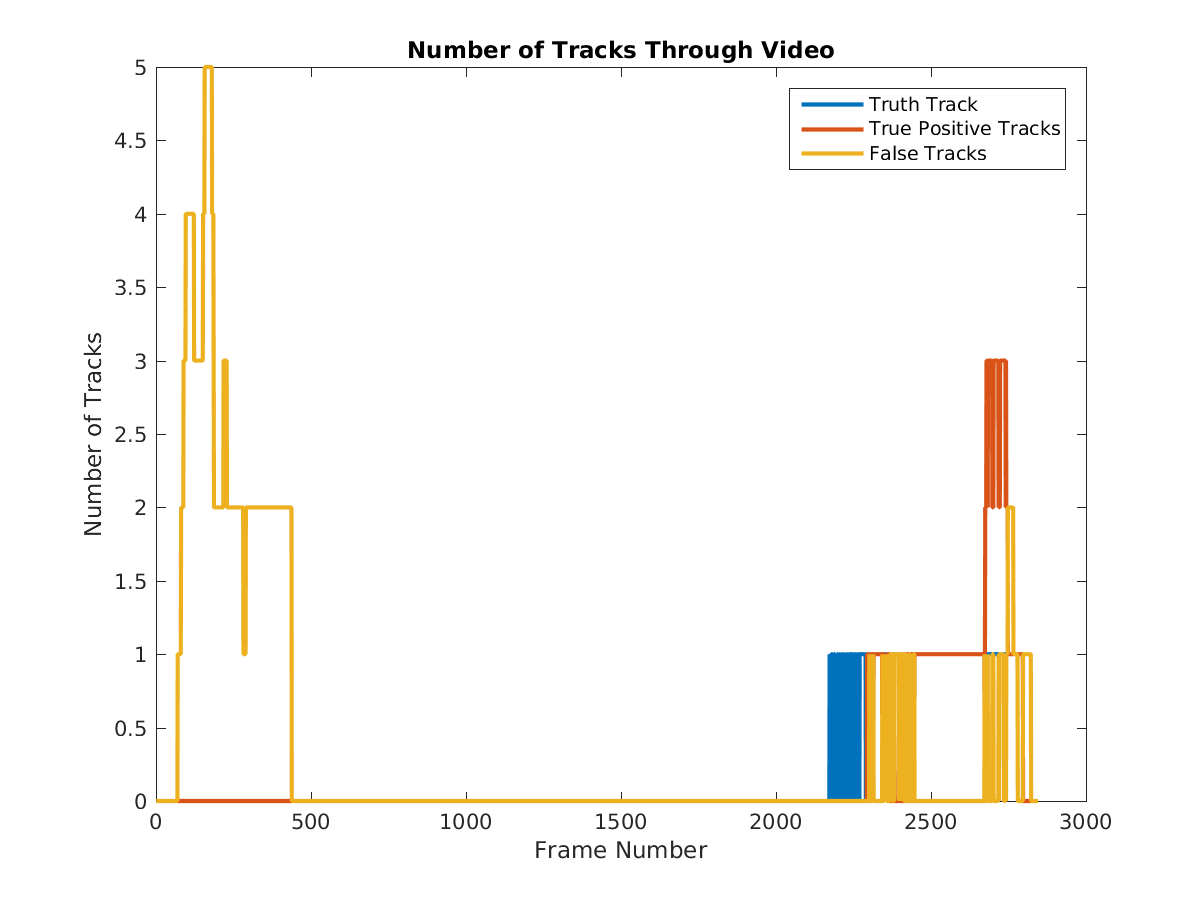 Number of Tracks Through Video
Truth Track
True Positive Tracks
False Tracks
5
4.5
4
3.5
3
2.5
2
1.5
1
0.5
0
Number of Tracks
0 500 1000 1500 2000 2500 3000
Frame Number